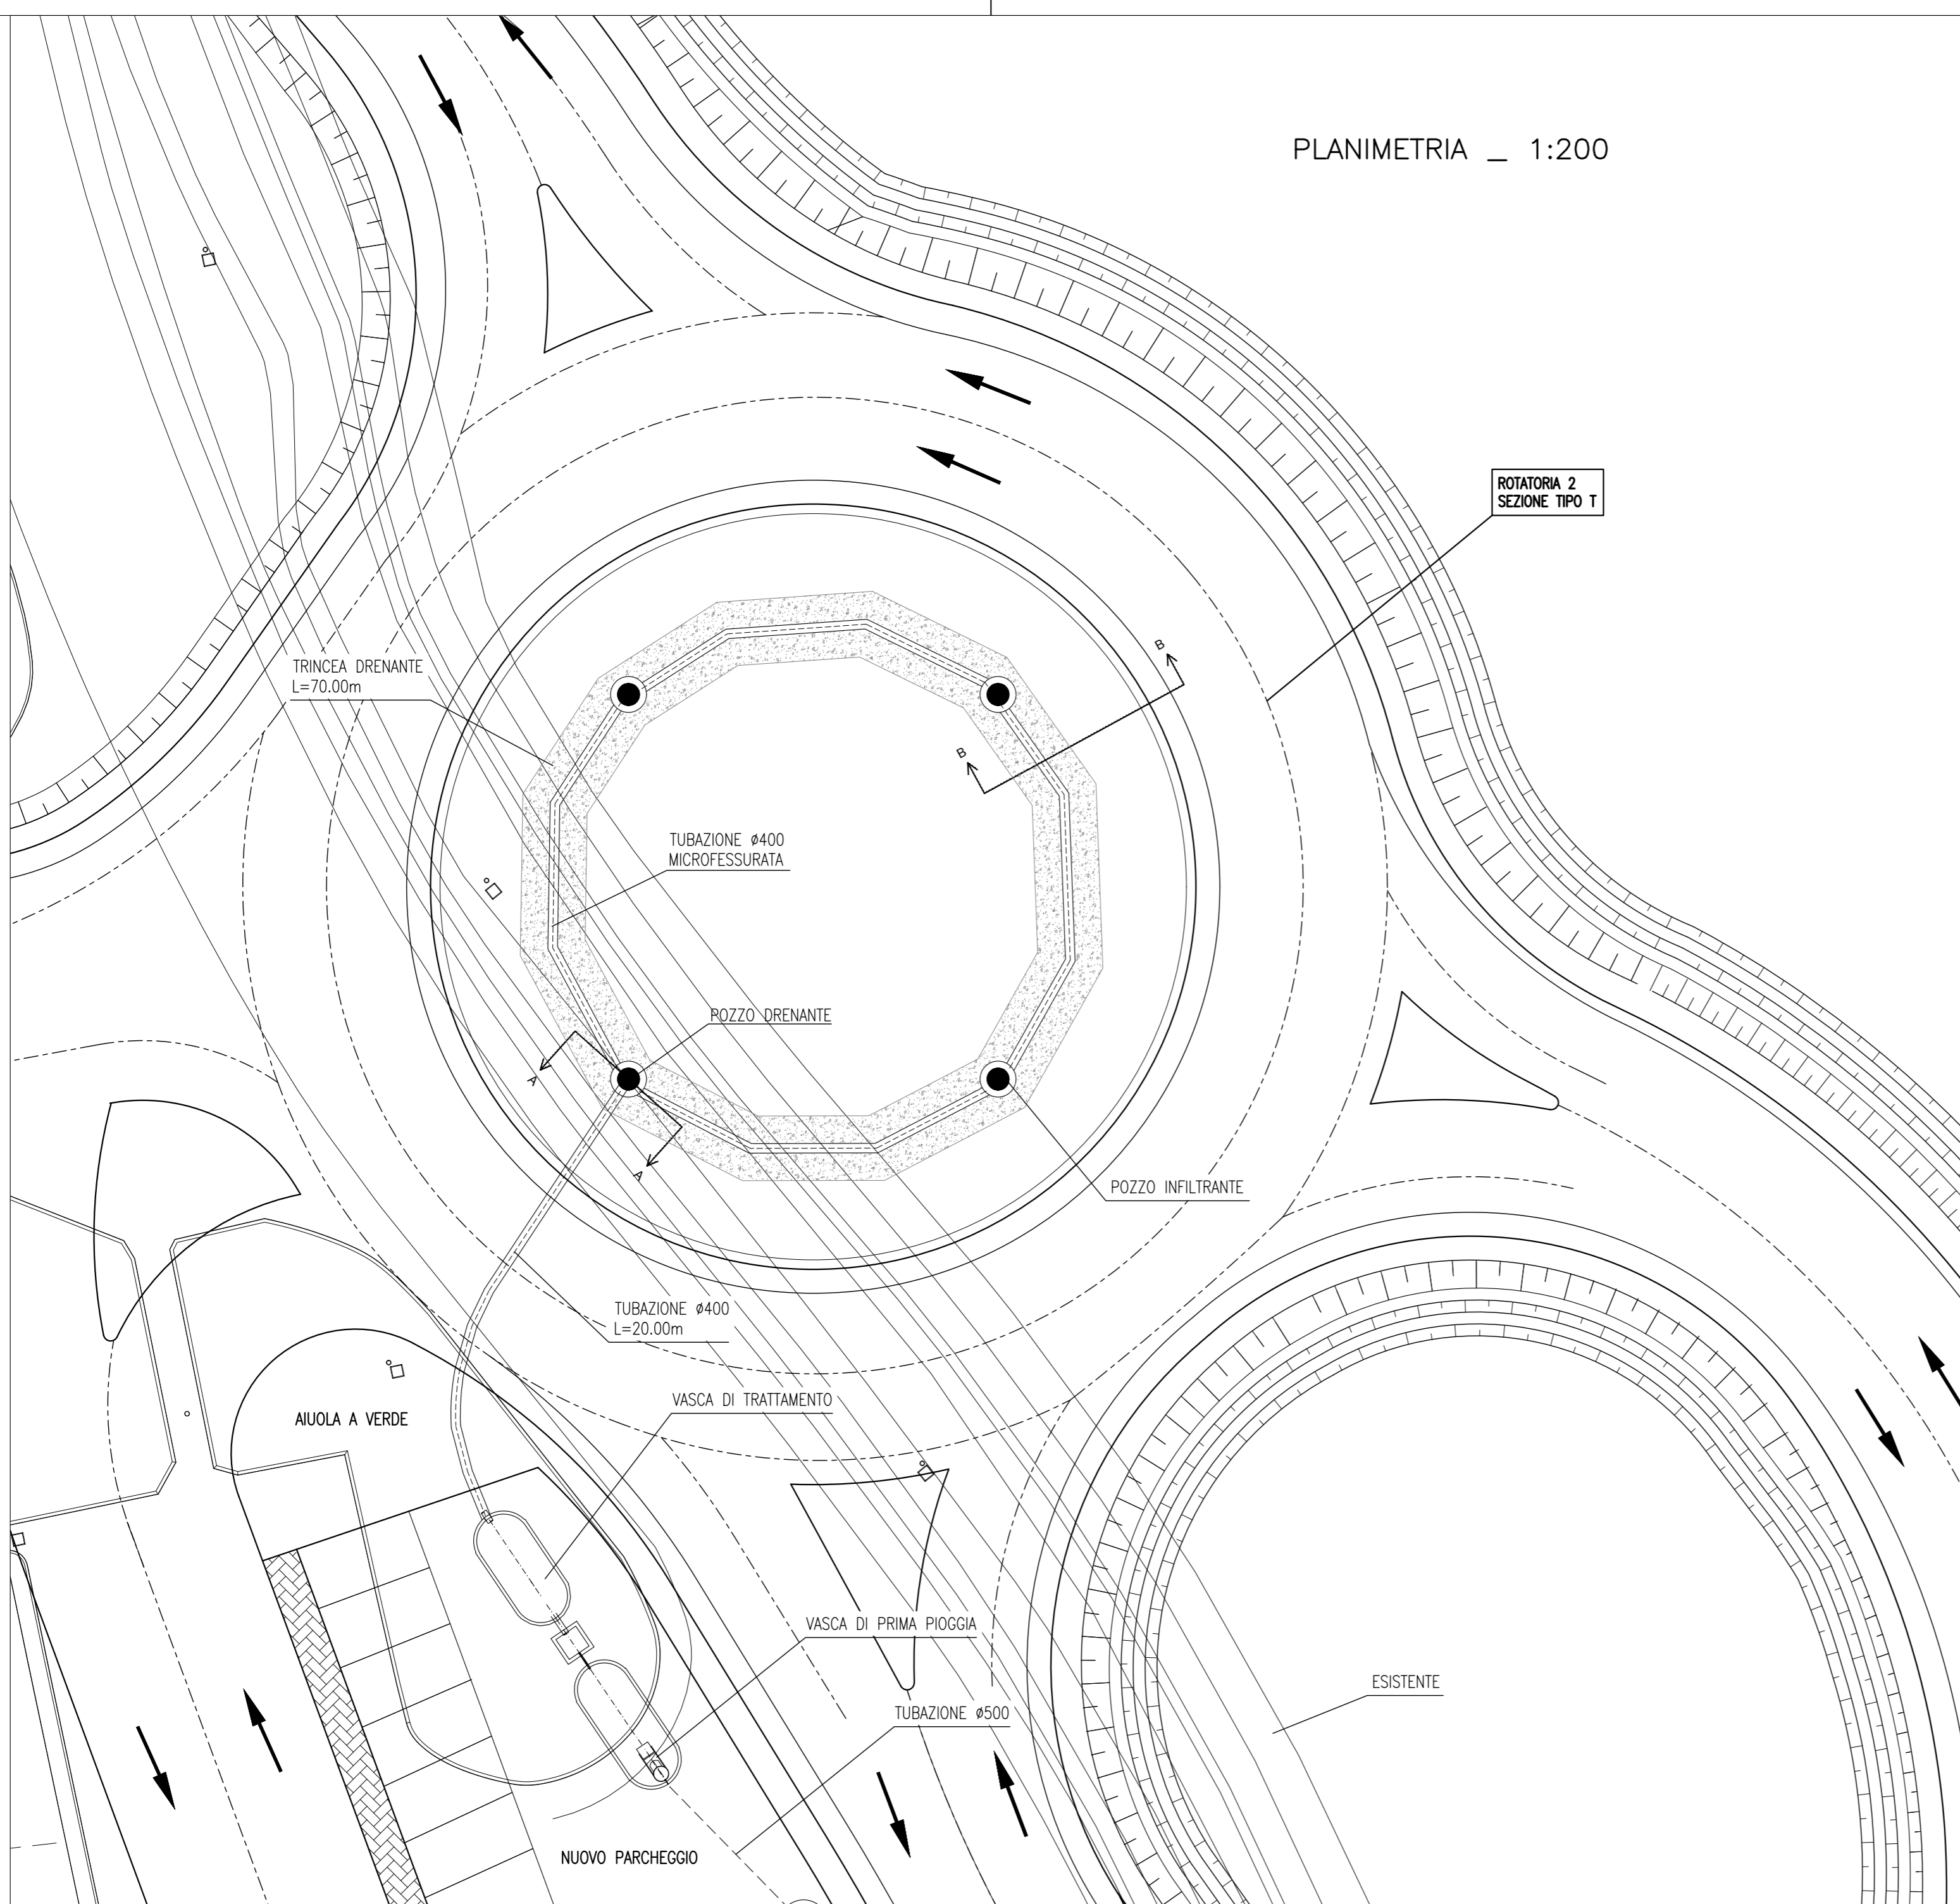 PLANIMETRIA _ 1:200
ROTATORIA 2
SEZIONE TIPO T
TRINCEA DRENANTE
L=70.00m
B
B
TUBAZIONE ø400
MICROFESSURATA
POZZO DRENANTE
A
A
POZZO INFILTRANTE
TUBAZIONE ø400
L=20.00m
VASCA DI TRATTAMENTO
AIUOLA A VERDE
VASCA DI PRIMA PIOGGIA
ESISTENTE
TUBAZIONE ø500
NUOVO PARCHEGGIO